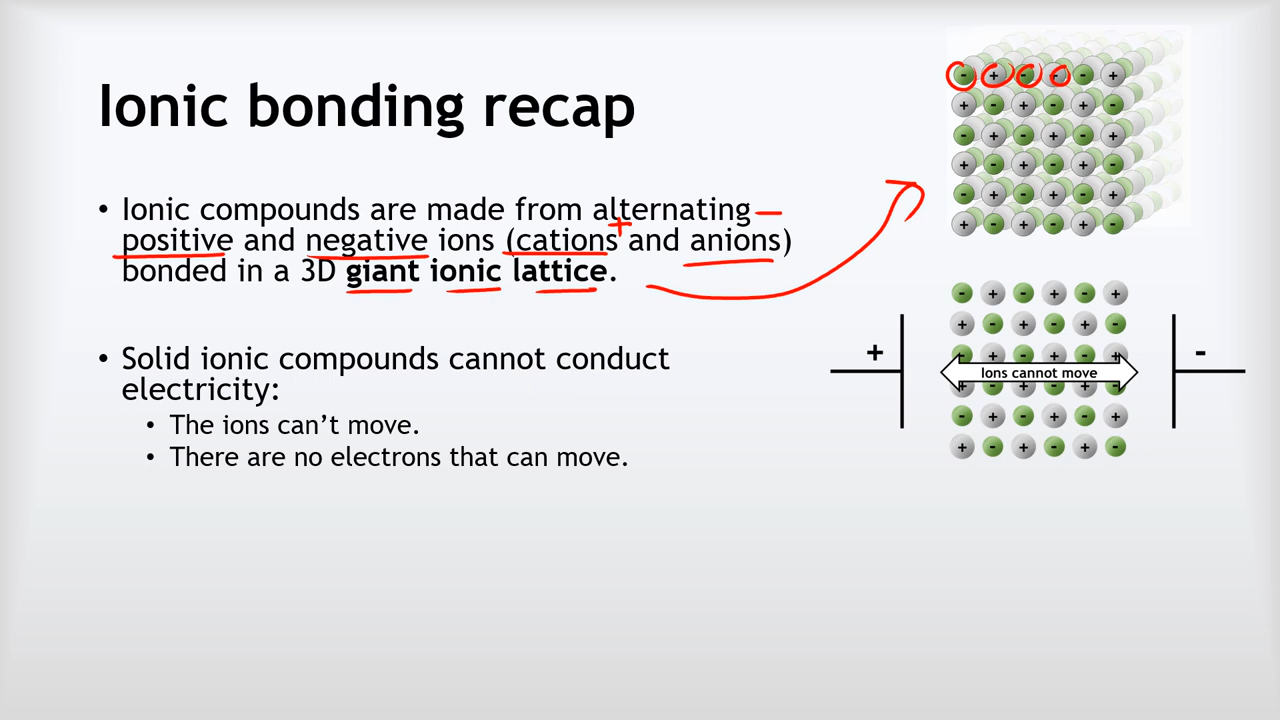 Ionic bonding recap
• Ionic compounds are made from alternating
positive and negative ions (cations and anions)
bonded in a 3D giant ionic lattice.
• Solid ionic compounds cannot conduct
electricity:
• The ions can't move.
• There are no electrons that can move.
- + - - - +
+ - + - + -
- + - + - +
+ - + - + -
- + - + - +
+ - + - + -
- + - + - +
+ - + - + -
- + - + - +
+ -
Ions cannot move
+ - + - + -
- + - + - +
+ - + - + -